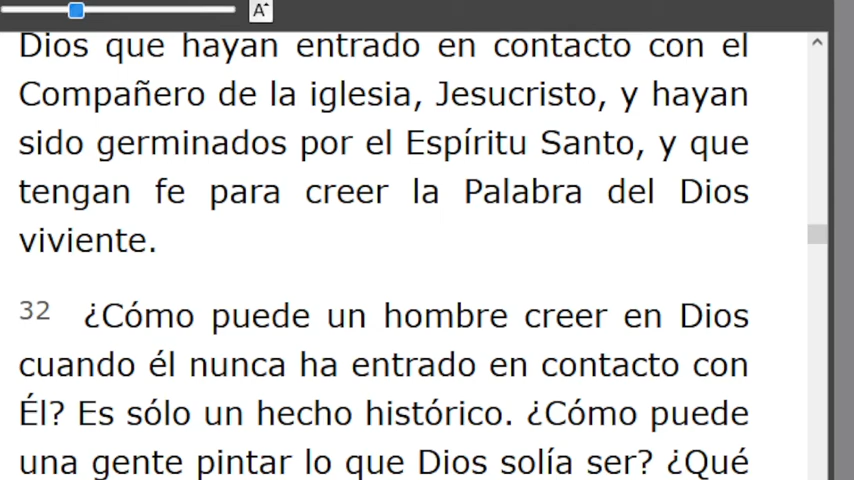 A
Dios que hayan entrado en contacto con el
Compañero de la iglesia, Jesucristo, y hayan
sido germinados por el Espíritu Santo, y que
tengan fe para creer la Palabra del Dios
viviente.
32 ¿Cómo puede un hombre creer en Dios
cuando él nunca ha entrado en contacto con
Él? Es sólo un hecho histórico. ¿Cómo puede
una gente pintar lo que Dios solía ser? ¿Qué